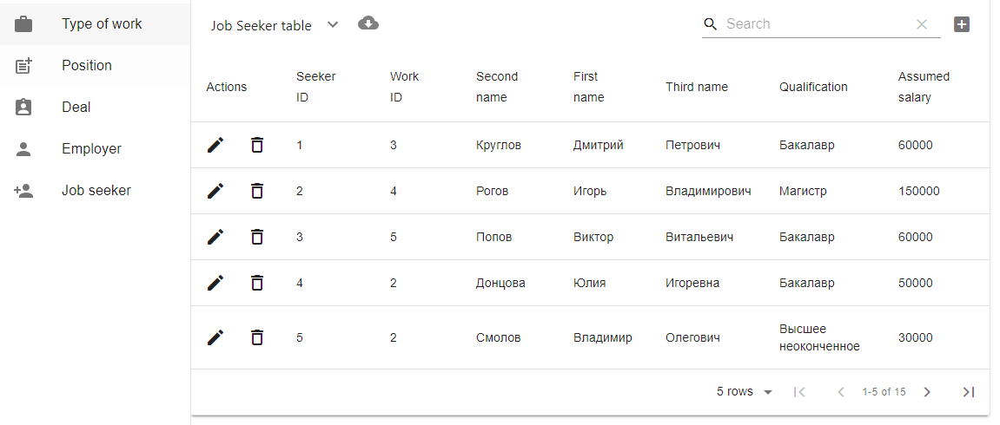 Type of work
Position
Deal
Employer
Job seeker
Job Seeker table
Search
Actions Seeker ID Work ID Second name First name Third name Qualification Assumed salary
1 3 Круглов Дмитрий Петрович Бакалавр 60000
2 4 Рогов Игорь Владимирович Магистр 150000
3 5 Попов Виктор Витальевич Бакалавр 60000
4 2 Донцова Юлия Игоревна Бакалавр 50000
5 2 Смолов Владимир Олегович Высшее неоконченное 30000
5 rows 1-5 of 15